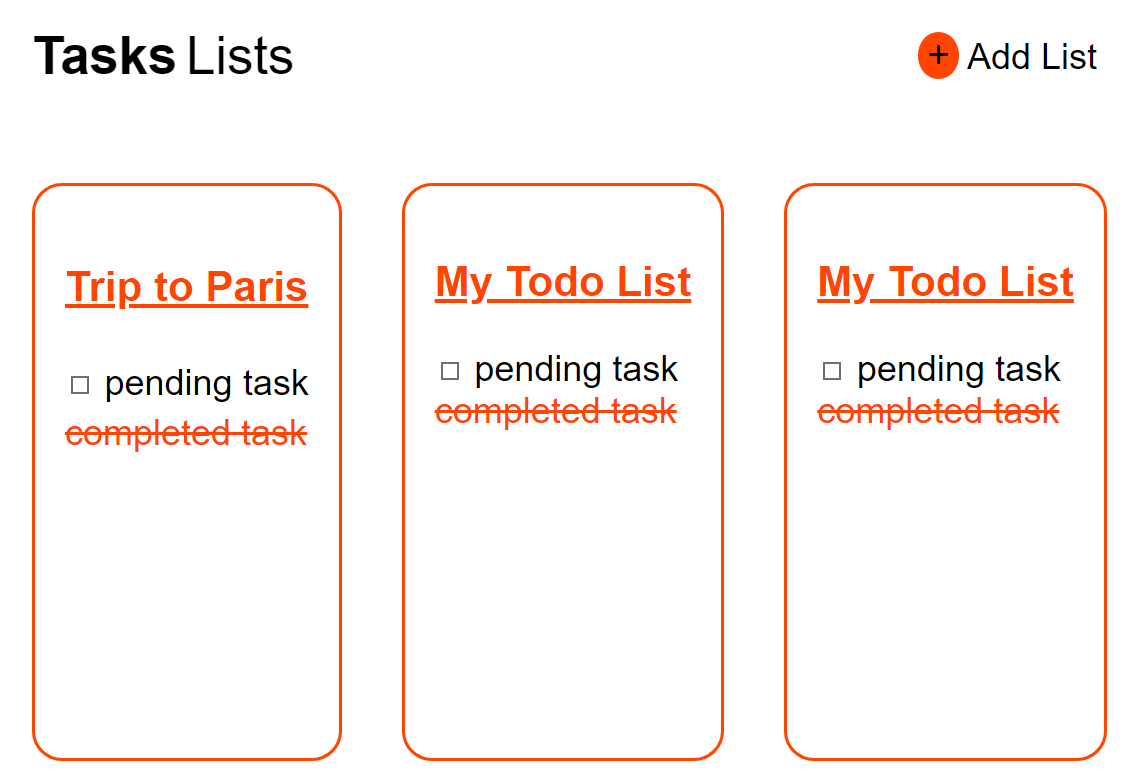 Tasks Lists
+ Add List
Trip to Paris
pending task
completed task
My Todo List
pending task
completed task
My Todo List
pending task
completed task